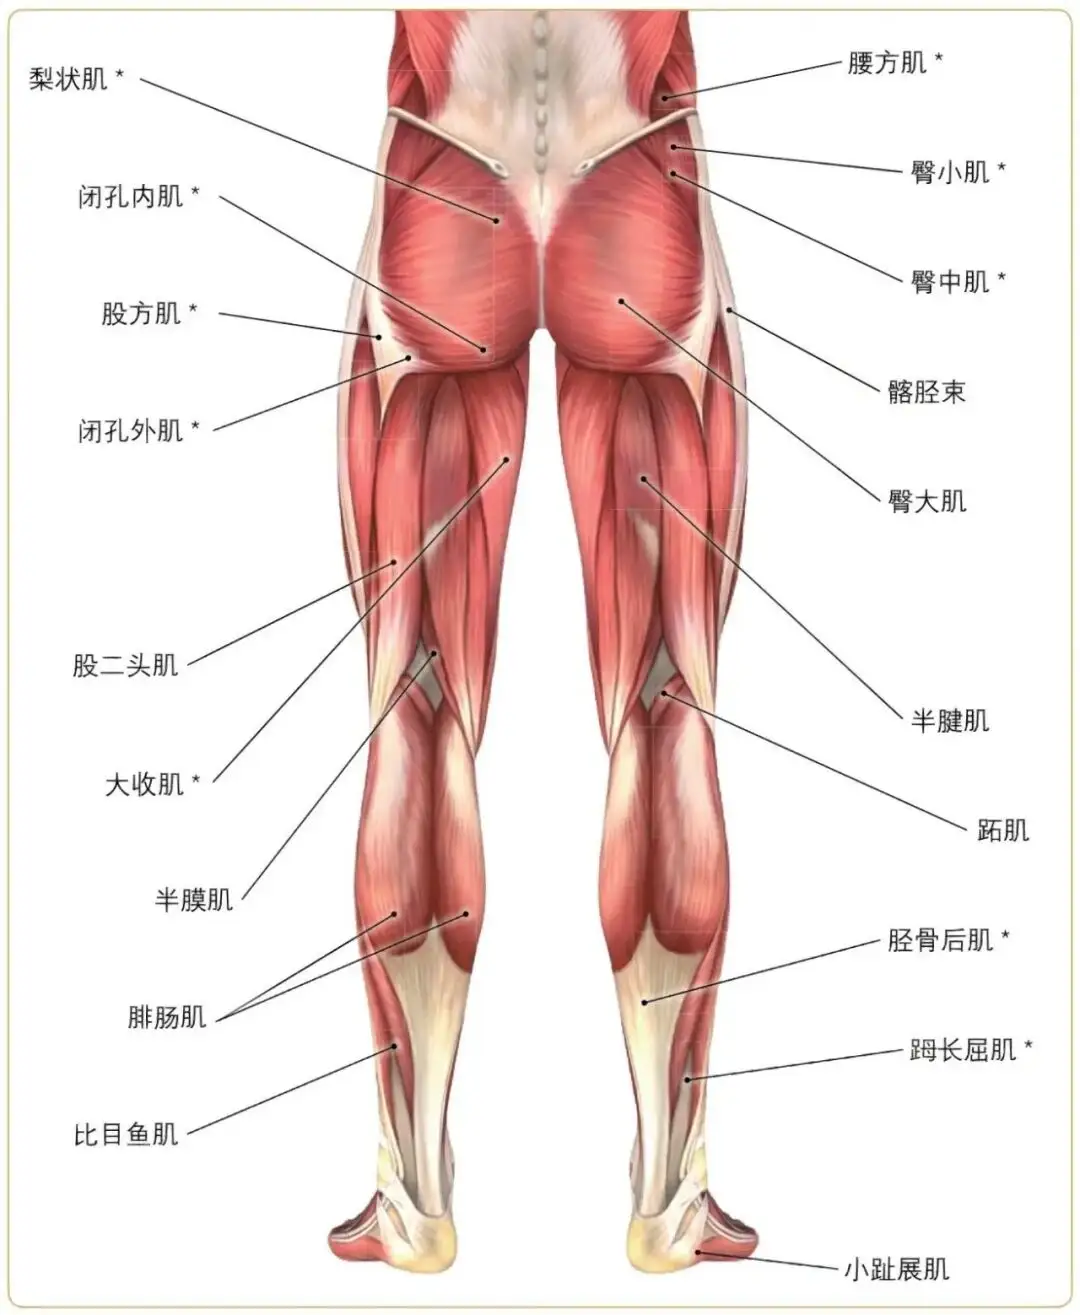 梨状肌 *
闭孔内肌 *
股方肌 *
闭孔外肌 *
股二头肌
大收肌 *
半膜肌
腓肠肌
比目鱼肌
腰方肌 *
臀小肌 *
臀中肌 *
髂胫束
臀大肌
半腱肌
跖肌
胫骨后肌 *
踇长屈肌 *
小趾展肌